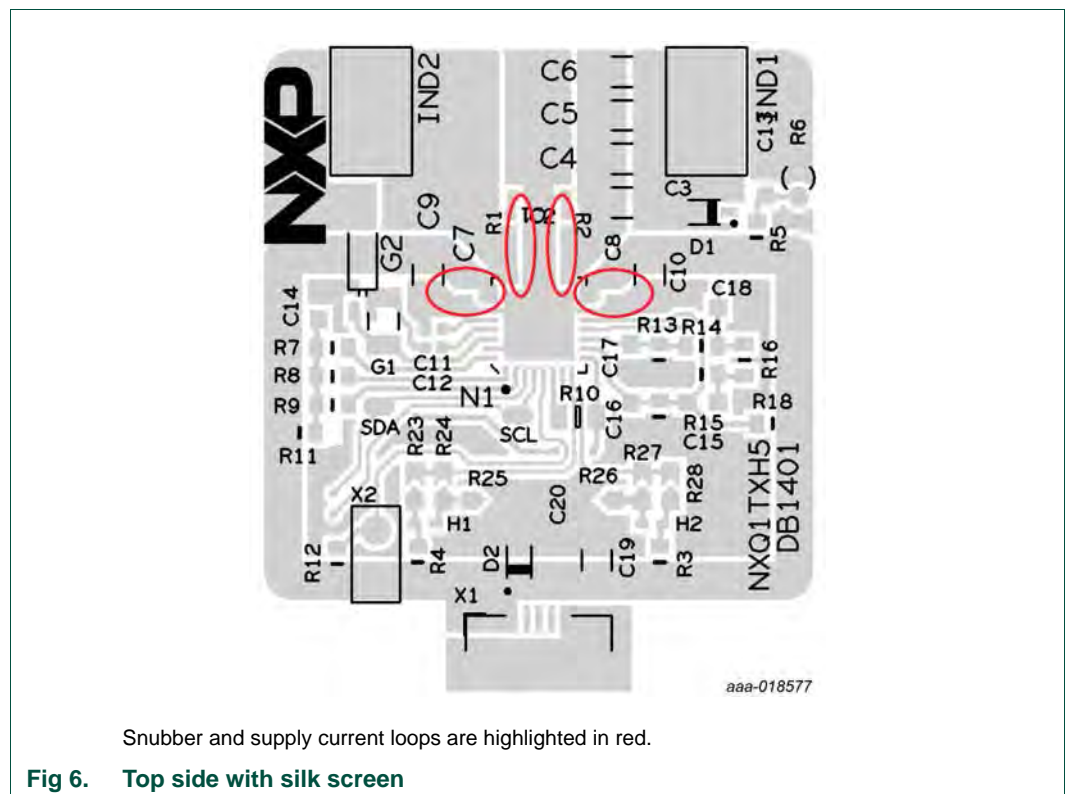 NXP
IND2
C6
C5
C4
IND1
C13
R6
C3
D1
R5
C9
C7
R1
R2
C8
C10
G2
C14
G1
R7
R8
R9
R11
C11
C12
N1
SDA
R23
R24
SCL
R10
C17
C16
R13
R14
C18
R16
R15
C15
R18
R25
R26
R27
R28
X2
H1
C20
H2
R12
R4
D2
C19
R3
X1
NXQ1TXH5
DB1401
aaa-018577
Snubber and supply current loops are highlighted in red.
Fig 6. Top side with silk screen